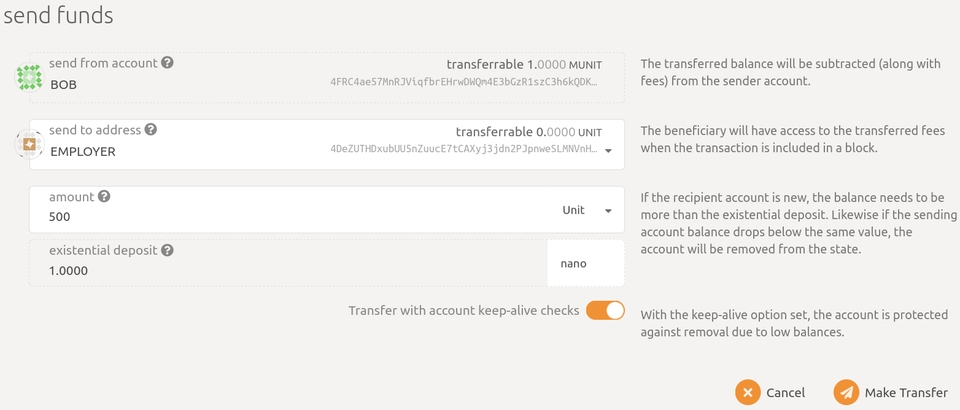 send funds
send from account ?
transferrable 1.0000 MUNIT
BOB
4FRC4ae57MnRJViqfbrEHrwDWQm4E3bGzR1szC3h6kQDK…
The transferred balance will be subtracted (along with
fees) from the sender account.
send to address ?
transferrable 0.0000 UNIT
EMPLOYER
4DeZUTHDxubUU5nZuucE7tCAXyj3jdn2PJpnweSLMNVnH…
The beneficiary will have access to the transferred fees
when the transaction is included in a block.
amount ?
500
Unit
If the recipient account is new, the balance needs to be
more than the existential deposit. Likewise if the sending
account balance drops below the same value, the
account will be removed from the state.
existential deposit ?
1.0000
nano
Transfer with account keep-alive checks
With the keep-alive option set, the account is protected
against removal due to low balances.
Cancel
Make Transfer